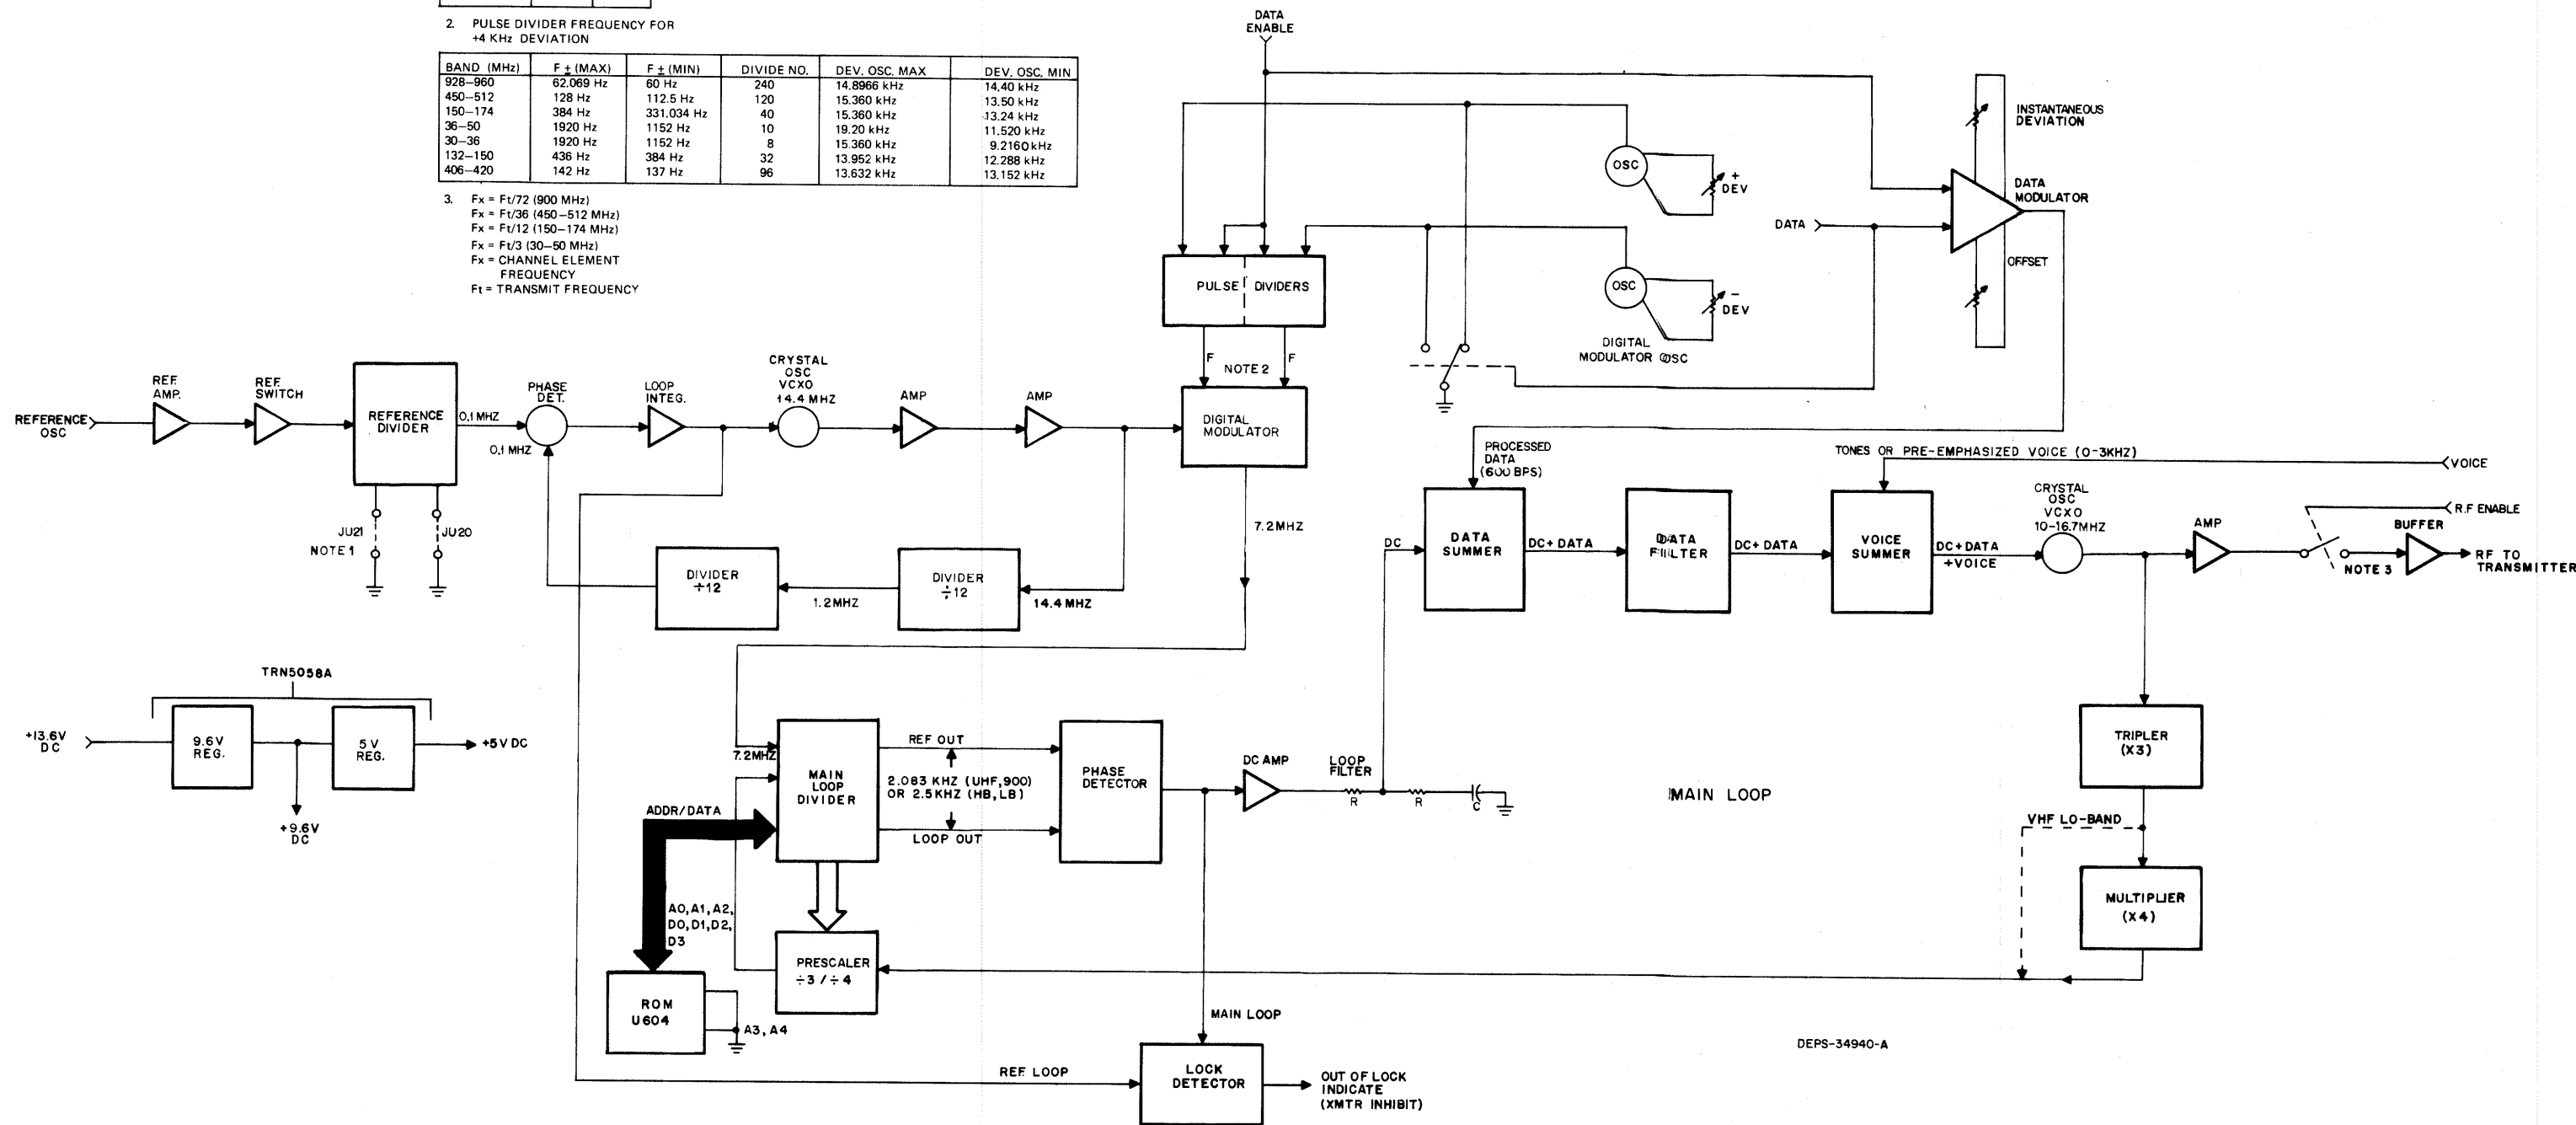 2. PULSE DIVIDER FREQUENCY FOR
+4 KHz DEVIATION
BAND (MHz) F ± (MAX) F ± (MIN) DIVIDE NO. DEV. OSC. MAX DEV. OSC. MIN
928–960 62.069 Hz 60 Hz 240 14.8966 kHz 14.40 kHz
450–512 128 Hz 112.5 Hz 120 15.360 kHz 13.50 kHz
150–174 384 Hz 331.034 Hz 40 15.360 kHz 13.24 kHz
36–50 1920 Hz 1152 Hz 10 19.20 kHz 11.520 kHz
30–36 1920 Hz 1152 Hz 8 15.360 kHz 9.2160 kHz
132–150 436 Hz 384 Hz 32 13.952 kHz 12.288 kHz
406–420 142 Hz 137 Hz 96 13.632 kHz 13.152 kHz
3. Fx = Ft/72 (900 MHz)
Fx = Ft/36 (450–512 MHz)
Fx = Ft/12 (150–174 MHz)
Fx = Ft/3 (30–50 MHz)
Fx = CHANNEL ELEMENT
FREQUENCY
Ft = TRANSMIT FREQUENCY
DATA
ENABLE
INSTANTANEOUS
DEVIATION
OSC
+
DEV
DATA
MODULATOR
DATA
OFFSET
PULSE DIVIDERS
OSC
–
DEV
DIGITAL
MODULATOR OSC
F F
NOTE 2
REFERENCE
OSC
REF.
AMP.
REF.
SWITCH
REFERENCE
DIVIDER
0.1 MHZ
PHASE
DET.
0.1 MHZ
LOOP
INTEG.
CRYSTAL
OSC
VCXO
14.4 MHZ
AMP
AMP
DIGITAL
MODULATOR
JU21
JU20
NOTE 1
DIVIDER
÷12
1.2MHZ
DIVIDER
÷12
14.4 MHZ
7.2MHZ
PROCESSED
DATA
(600 BPS)
TONES OR PRE-EMPHASIZED VOICE (0-3KHZ)
VOICE
DC
DATA
SUMMER
DC+ DATA
DATA
FILTER
DC+ DATA
VOICE
SUMMER
DC+DATA
+VOICE
CRYSTAL
OSC
VCXO
10-16.7MHZ
AMP
R.F ENABLE
BUFFER
NOTE 3
RF TO
TRANSMITTER
TRN5058A
+13.6V
DC
9.6V
REG.
5 V
REG.
+5V DC
+9.6V
DC
7.2MHZ
MAIN
LOOP
DIVIDER
REF OUT
2.083 KHZ (UHF,900)
OR 2.5KHZ (HB,LB)
LOOP OUT
PHASE
DETECTOR
DC AMP
LOOP
FILTER
R
R
C
MAIN LOOP
TRIPLER
(X3)
VHF LO-BAND
MULTIPLIER
(X4)
ADDR/DATA
A0,A1,A2,
D0,D1,D2,
D3
PRESCALER
÷3 / ÷4
ROM
U604
A3, A4
MAIN LOOP
REF. LOOP
LOCK
DETECTOR
OUT OF LOCK
INDICATE
(XMTR INHIBIT)
DEPS-34940-A